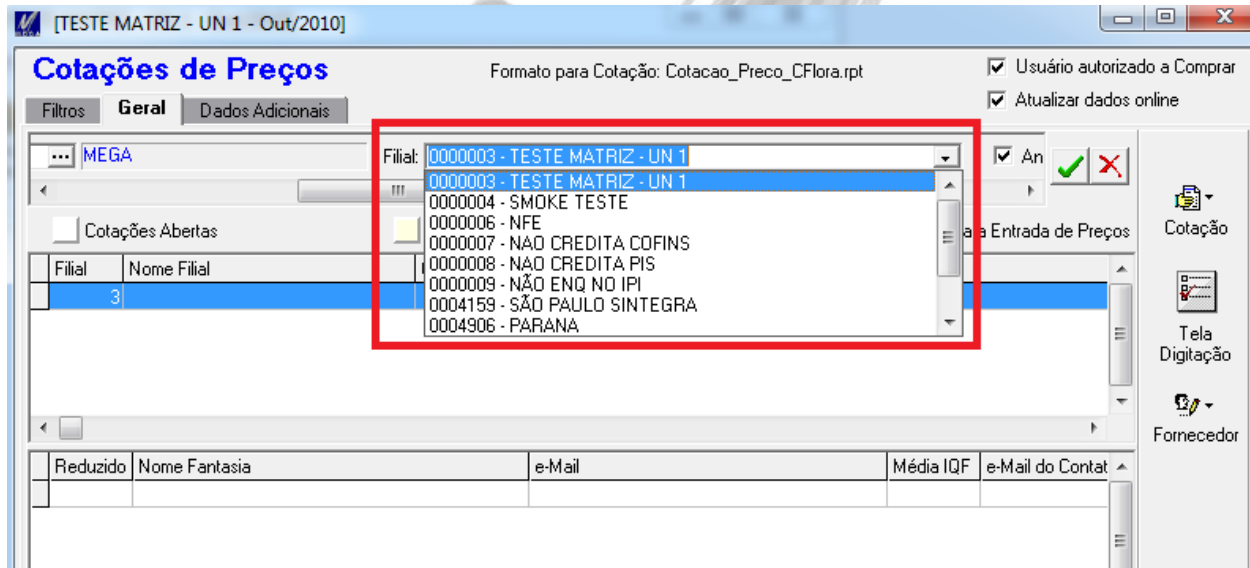 [TESTE MATRIZ - UN 1 - Out/2010]
Cotações de Preços
Formato para Cotação: Cotacao_Preco_CFlora.rpt
Usuário autorizado a Comprar
Atualizar dados online
Filtros Geral Dados Adicionais
... MEGA Filial: 0000003 - TESTE MATRIZ - UN 1 An
0000003 - TESTE MATRIZ - UN 1
0000004 - SMOKE TESTE
0000006 - NFE
0000007 - NAO CREDITA COFINS
0000008 - NAO CREDITA PIS
0000009 - NÃO ENQ NO IPI
0004159 - SÃO PAULO SINTEGRA
0004906 - PARANA
Cotações Abertas
a Entrada de Preços
Cotação
Filial Nome Filial
3
Tela
Digitação
Fornecedor
Reduzido Nome Fantasia e-Mail Média IQF e-Mail do Contat